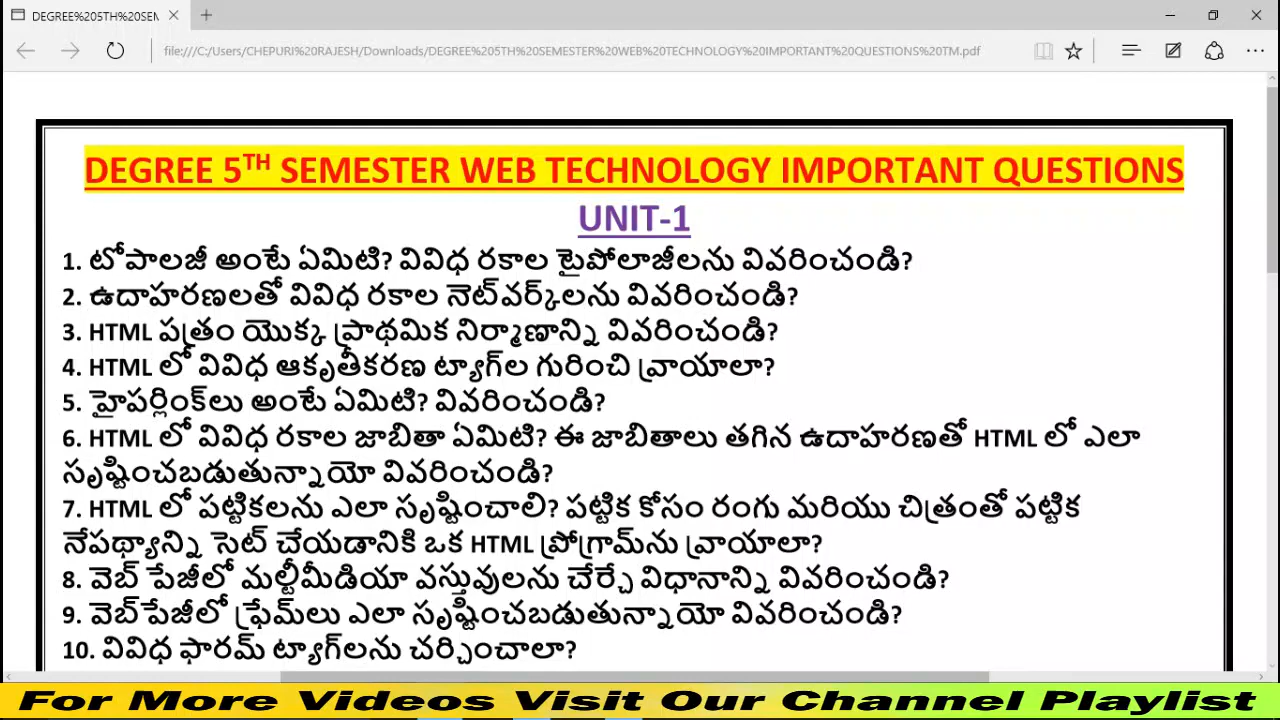 DEGREE%205TH%20SEM
file:///C:/Users/CHEPURI%20RAJESH/Downloads/DEGREE%205TH%20SEMESTER%20WEB%20TECHNOLOGY%20IMPORTANT%20QUESTIONS%20TM.pdf
DEGREE 5TH SEMESTER WEB TECHNOLOGY IMPORTANT QUESTIONS
UNIT-1
1. టోపాలజీ అంటే ఏమిటి? వివిధ రకాల టైపోలాజీలను వివరించండి?
2. ఉదాహరణలతో వివిధ రకాల నెట్‌వర్క్‌లను వివరించండి?
3. HTML పత్రం యొక్క ప్రాథమిక నిర్మాణాన్ని వివరించండి?
4. HTML లో వివిధ ఆకృతీకరణ ట్యాగ్‌ల గురించి వ్రాయాలా?
5. హైపర్లింక్‌లు అంటే ఏమిటి? వివరించండి?
6. HTML లో వివిధ రకాల జాబితా ఏమిటి? ఈ జాబితాలు తగిన ఉదాహరణతో HTML లో ఎలా
సృష్టించబడుతున్నాయో వివరించండి?
7. HTML లో పట్టికలను ఎలా సృష్టించాలి? పట్టిక కోసం రంగు మరియు చిత్రంతో పట్టిక
నేపథ్యాన్ని సెట్ చేయడానికి ఒక HTML ప్రోగ్రామ్‌ను వ్రాయాలా?
8. వెబ్ పేజీలో మల్టీమీడియా వస్తువులను చేర్చే విధానాన్ని వివరించండి?
9. వెబ్‌పేజీలో ఫ్రేమ్‌లు ఎలా సృష్టించబడుతున్నాయో వివరించండి?
10. వివిధ ఫారమ్ ట్యాగ్‌లను చర్చించాలా?
For More Videos Visit Our Channel Playlist